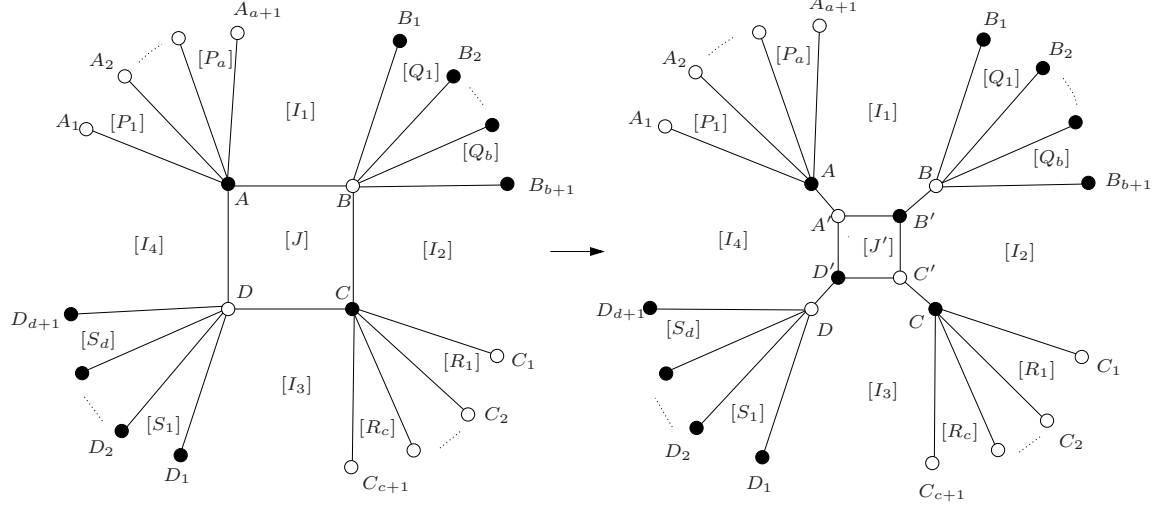 A_{a+1} B_1 A_{a+1} B_1
A_2 [P_a] B_2 A_2 [P_a] B_2
[Q_1] [Q_1]
A_1 [P_1] [I_1] A_1 [P_1] [I_1]
[Q_b] [Q_b]
A B B_{b+1} A B B_{b+1}
A′ B′
[I_4] [J] [I_2] [I_4] [J′] [I_2]
D C D′ C′
D_{d+1} [S_d] D_{d+1} [S_d] D C
[R_1] C_1 [R_1] C_1
[I_3] [I_3]
D_2 [S_1] [R_c] C_2 D_2 [S_1] [R_c] C_2
D_1 C_{c+1} D_1 C_{c+1}